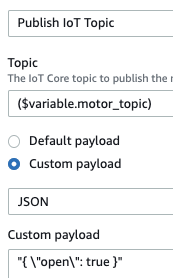 Publish IoT Topic
Topic
The IoT Core topic to publish the
($variable.motor_topic)
Default payload
Custom payload
JSON
Custom payload
"{ \"open\": true }"